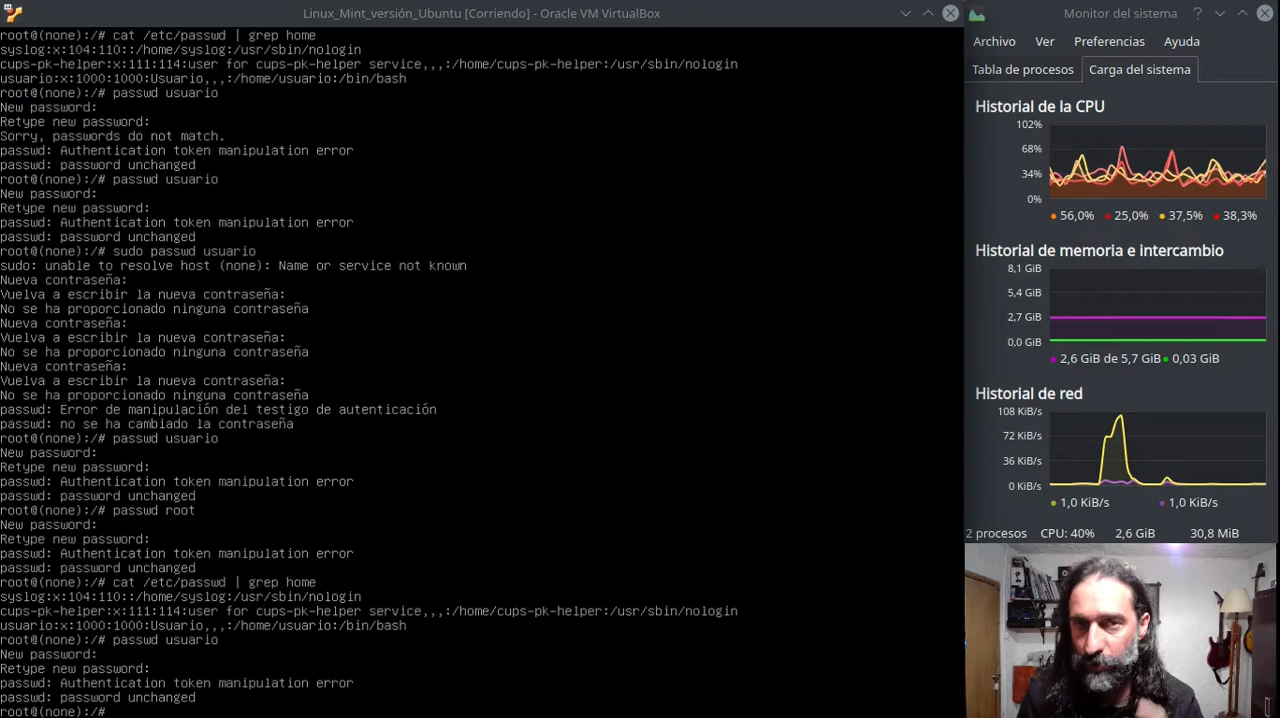 Linux_Mint_versión_Ubuntu [Corriendo] - Oracle VM VirtualBox
root@(none):/# cat /etc/passwd | grep home
syslog:x:104:110::/home/syslog:/usr/sbin/nologin
cups-pk-helper:x:111:114:user for cups-pk-helper service,,,:/home/cups-pk-helper:/usr/sbin/nologin
usuario:x:1000:1000:Usuario,,,:/home/usuario:/bin/bash
root@(none):/# passwd usuario
New password:
Retype new password:
Sorry, passwords do not match.
passwd: Authentication token manipulation error
passwd: password unchanged
root@(none):/# passwd usuario
New password:
Retype new password:
passwd: Authentication token manipulation error
passwd: password unchanged
root@(none):/# sudo passwd usuario
sudo: unable to resolve host (none): Name or service not known
Nueva contraseña:
Vuelva a escribir la nueva contraseña:
No se ha proporcionado ninguna contraseña
Nueva contraseña:
Vuelva a escribir la nueva contraseña:
No se ha proporcionado ninguna contraseña
Nueva contraseña:
Vuelva a escribir la nueva contraseña:
No se ha proporcionado ninguna contraseña
passwd: Error de manipulación del testigo de autenticación
passwd: no se ha cambiado la contraseña
root@(none):/# passwd usuario
New password:
Retype new password:
passwd: Authentication token manipulation error
passwd: password unchanged
root@(none):/# passwd root
New password:
Retype new password:
passwd: Authentication token manipulation error
passwd: password unchanged
root@(none):/# cat /etc/passwd | grep home
syslog:x:104:110::/home/syslog:/usr/sbin/nologin
cups-pk-helper:x:111:114:user for cups-pk-helper service,,,:/home/cups-pk-helper:/usr/sbin/nologin
usuario:x:1000:1000:Usuario,,,:/home/usuario:/bin/bash
root@(none):/# passwd usuario
New password:
Retype new password:
passwd: Authentication token manipulation error
passwd: password unchanged
root@(none):/#
Monitor del sistema
Archivo Ver Preferencias Ayuda
Tabla de procesos Carga del sistema
Historial de la CPU
102%
68%
34%
0%
56,0% 25,0% 37,5% 38,3%
Historial de memoria e intercambio
8,1 GiB
5,4 GiB
2,7 GiB
0,0 GiB
2,6 GiB de 5,7 GiB 0,03 GiB
Historial de red
108 KiB/s
72 KiB/s
36 KiB/s
0 KiB/s
1,0 KiB/s 1,0 KiB/s
2 procesos CPU: 40% 2,6 GiB 30,8 MiB